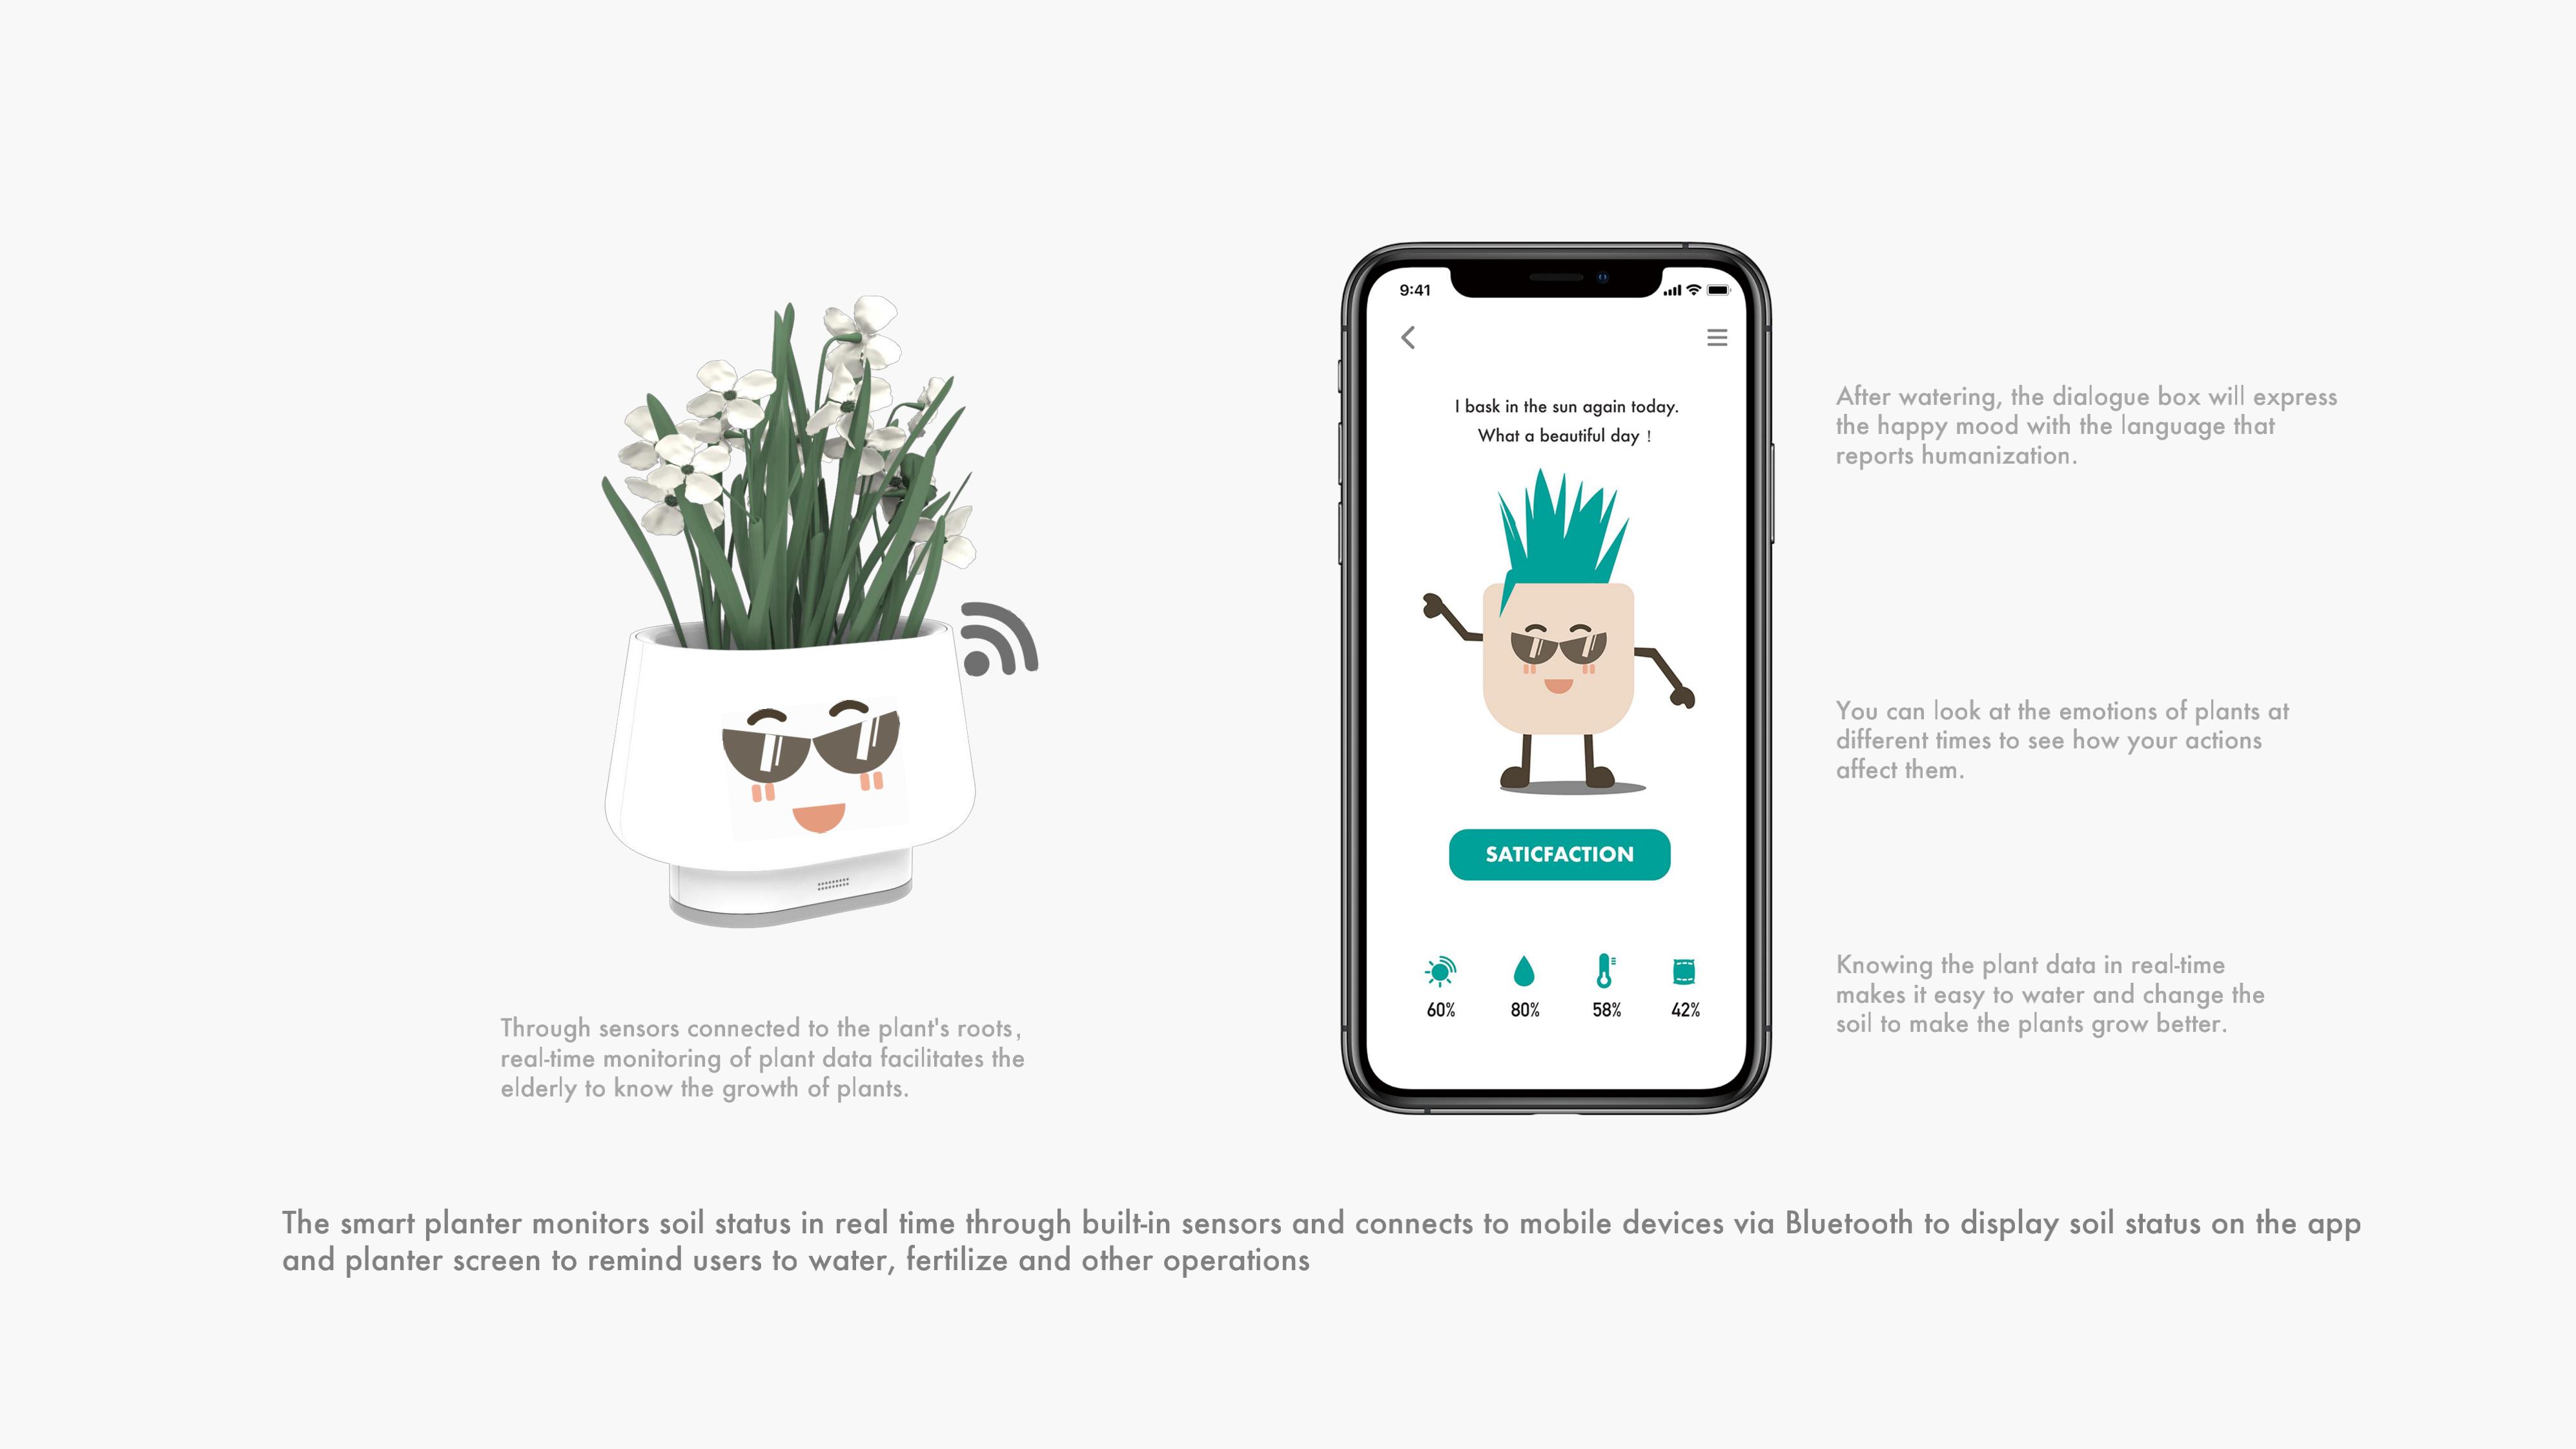 9:41
I bask in the sun again today.
What a beautiful day !
SATICFACTION
60%
80%
58%
42%
After watering, the dialogue box will express
the happy mood with the language that
reports humanization.
You can look at the emotions of plants at
different times to see how your actions
affect them.
Knowing the plant data in real-time
makes it easy to water and change the
soil to make the plants grow better.
Through sensors connected to the plant's roots,
real-time monitoring of plant data facilitates the
elderly to know the growth of plants.
The smart planter monitors soil status in real time through built-in sensors and connects to mobile devices via Bluetooth to display soil status on the app
and planter screen to remind users to water, fertilize and other operations